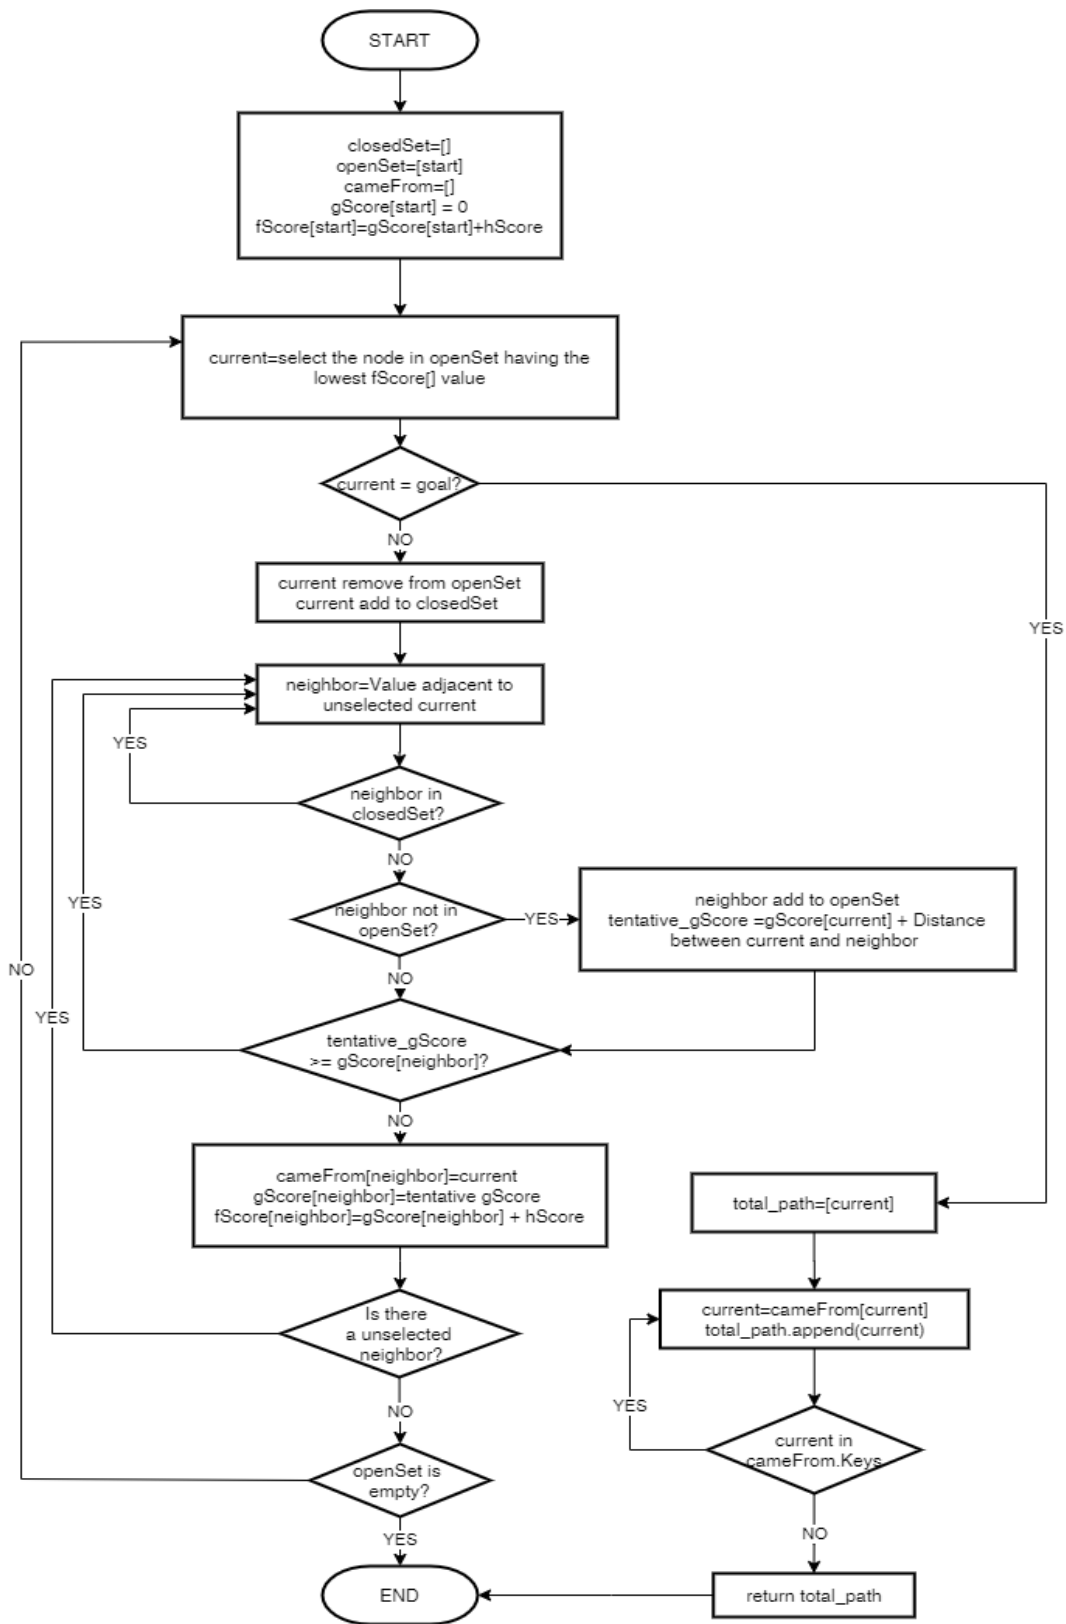 START
closedSet=[]
openSet=[start]
cameFrom=[]
gScore[start] = 0
fScore[start]=gScore[start]+hScore
current=select the node in openSet having the
lowest fScore[] value
current = goal?
NO
current remove from openSet
current add to closedSet
YES
neighbor=Value adjacent to
unselected current
YES
neighbor in
closedSet?
NO
YES
neighbor not in
openSet?
YES
neighbor add to openSet
tentative_gScore =gScore[current] + Distance
between current and neighbor
NO
NO
YES
tentative_gScore
>= gScore[neighbor]?
NO
cameFrom[neighbor]=current
gScore[neighbor]=tentative gScore
fScore[neighbor]=gScore[neighbor] + hScore
total_path=[current]
Is there
a unselected
neighbor?
current=cameFrom[current]
total_path.append(current)
NO
YES
current in
cameFrom.Keys
openSet is
empty?
YES
NO
END
return total_path